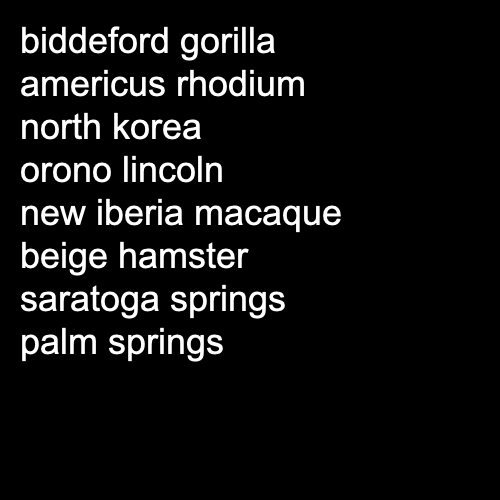 biddeford gorilla
americus rhodium
north korea
orono lincoln
new iberia macaque
beige hamster
saratoga springs
palm springs